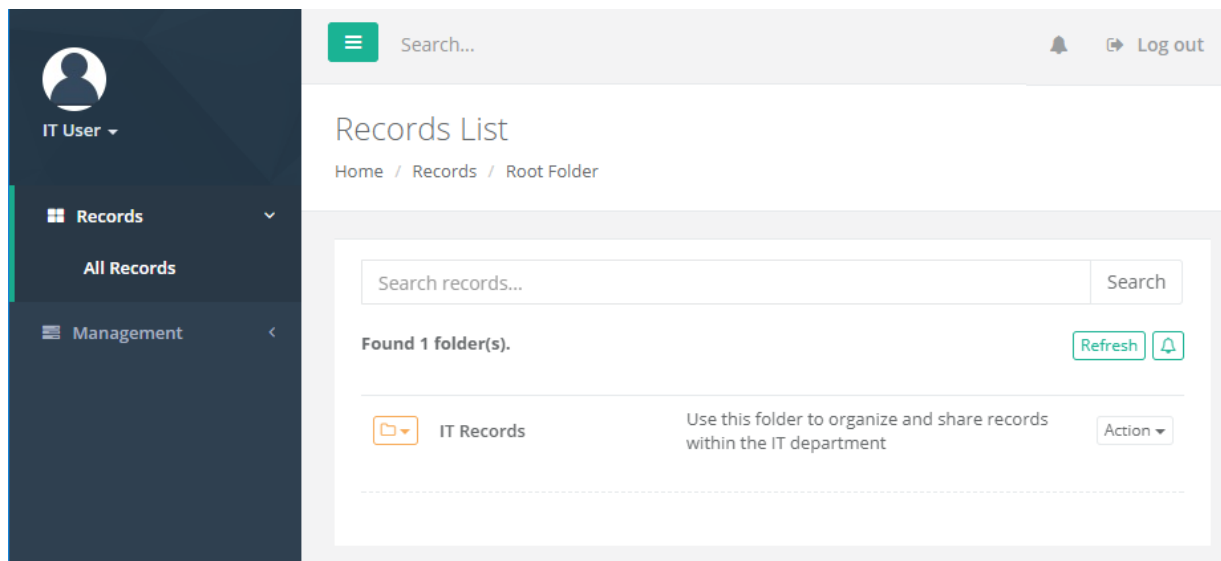 IT User
Records
All Records
Management
Search...
Log out
Records List
Home / Records / Root Folder
Search records...
Search
Found 1 folder(s).
Refresh
IT Records
Use this folder to organize and share records
within the IT department
Action